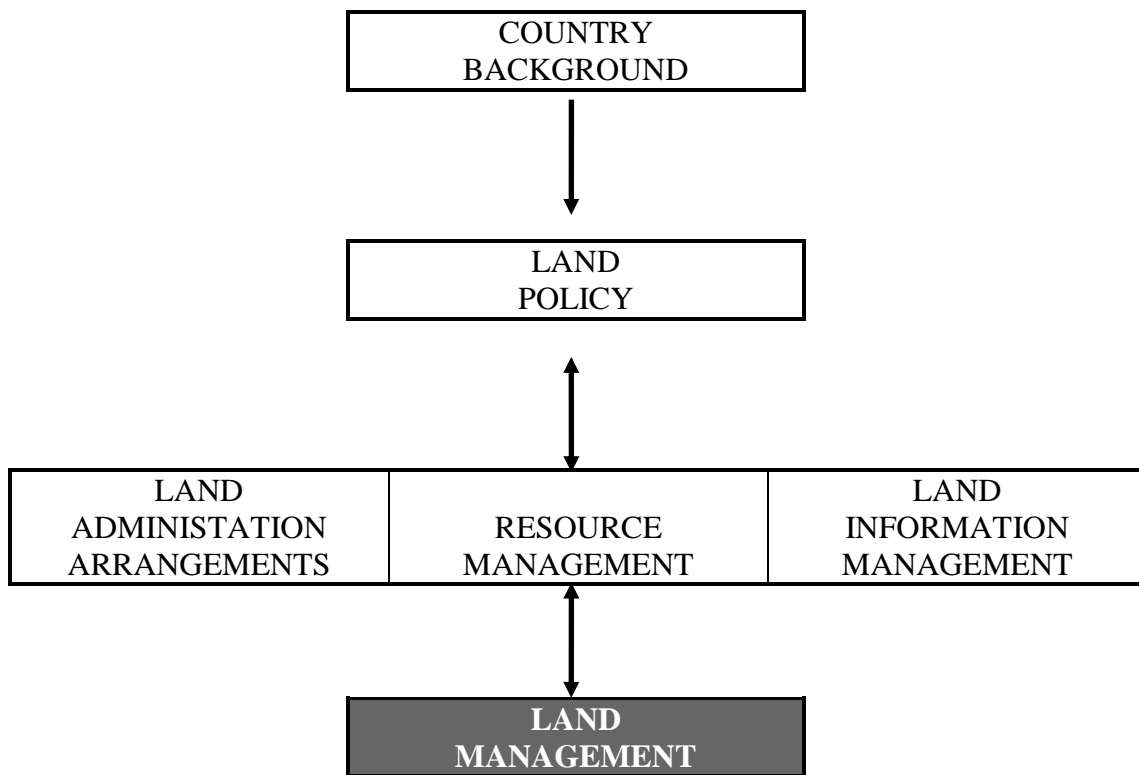 COUNTRY
BACKGROUND
LAND
POLICY
LAND
ADMINISTATION
ARRANGEMENTS
RESOURCE
MANAGEMENT
LAND
INFORMATION
MANAGEMENT
LAND
MANAGEMENT